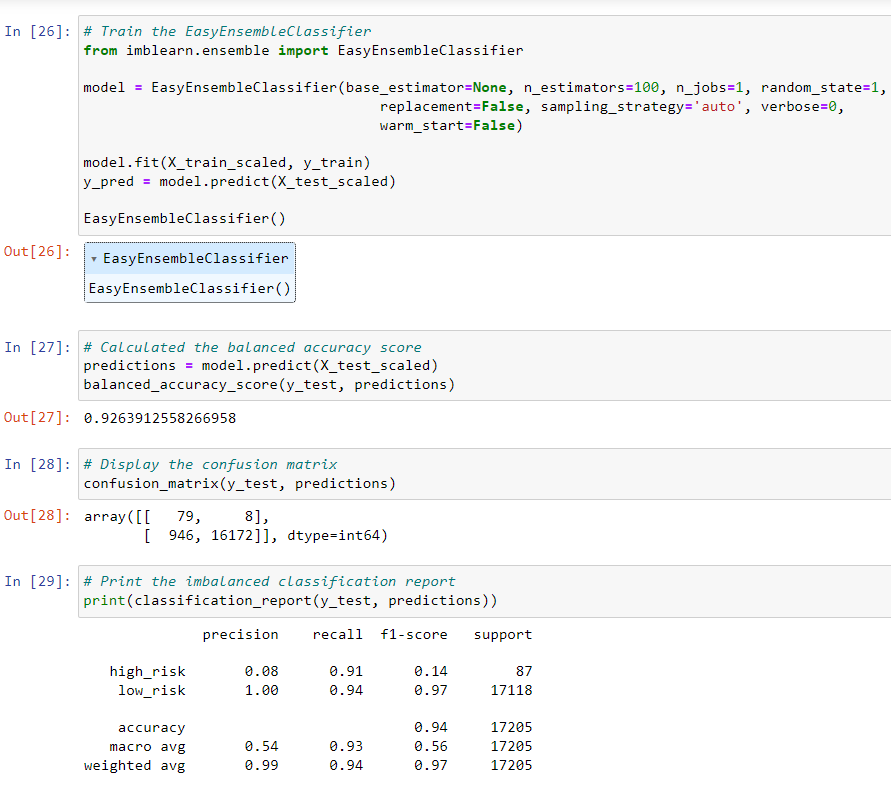 In [26]: # Train the EasyEnsembleClassifier
from imblearn.ensemble import EasyEnsembleClassifier
model = EasyEnsembleClassifier(base_estimator=None, n_estimators=100, n_jobs=1, random_state=1,
replacement=False, sampling_strategy='auto', verbose=0,
warm_start=False)
model.fit(X_train_scaled, y_train)
y_pred = model.predict(X_test_scaled)
EasyEnsembleClassifier()
Out[26]: ▾ EasyEnsembleClassifier
EasyEnsembleClassifier()
In [27]: # Calculated the balanced accuracy score
predictions = model.predict(X_test_scaled)
balanced_accuracy_score(y_test, predictions)
Out[27]: 0.9263912558266958
In [28]: # Display the confusion matrix
confusion_matrix(y_test, predictions)
Out[28]: array([[ 79, 8],
[ 946, 16172]], dtype=int64)
In [29]: # Print the imbalanced classification report
print(classification_report(y_test, predictions))
precision recall f1-score support
high_risk 0.08 0.91 0.14 87
low_risk 1.00 0.94 0.97 17118
accuracy 0.94 17205
macro avg 0.54 0.93 0.56 17205
weighted avg 0.99 0.94 0.97 17205